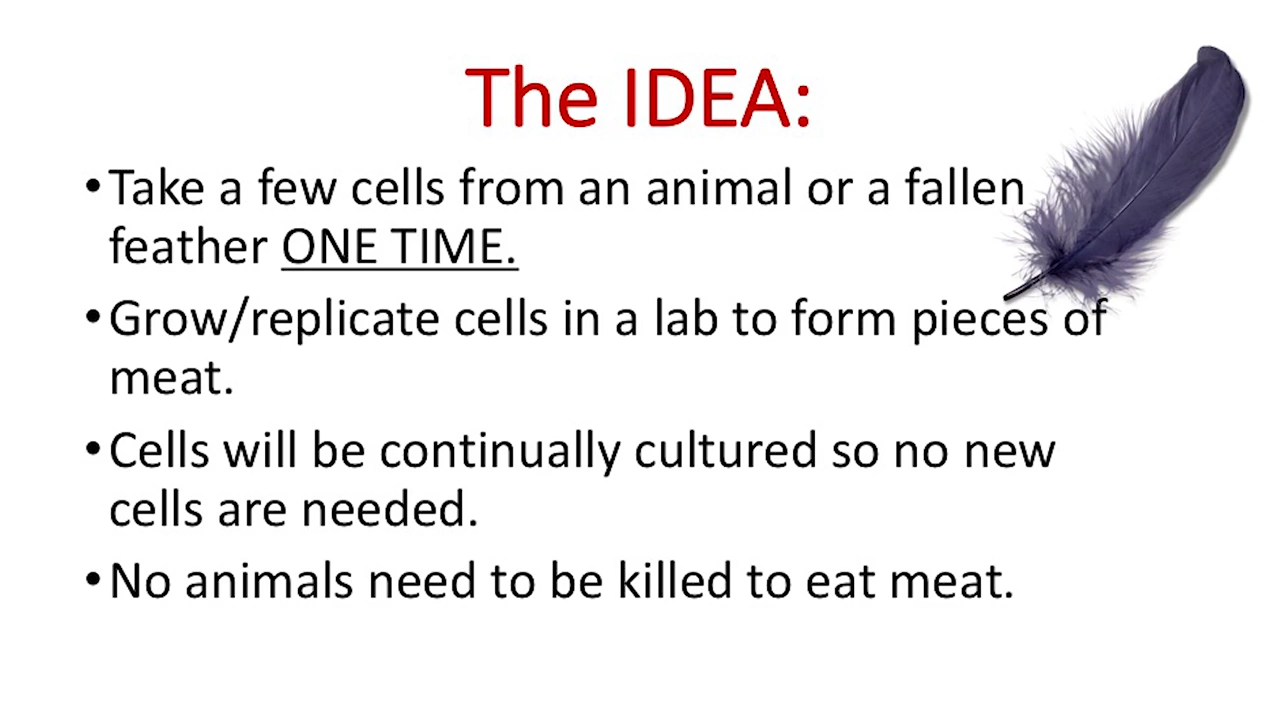 The IDEA:
•Take a few cells from an animal or a fallen
feather ONE TIME.
•Grow/replicate cells in a lab to form pieces of
meat.
•Cells will be continually cultured so no new
cells are needed.
•No animals need to be killed to eat meat.